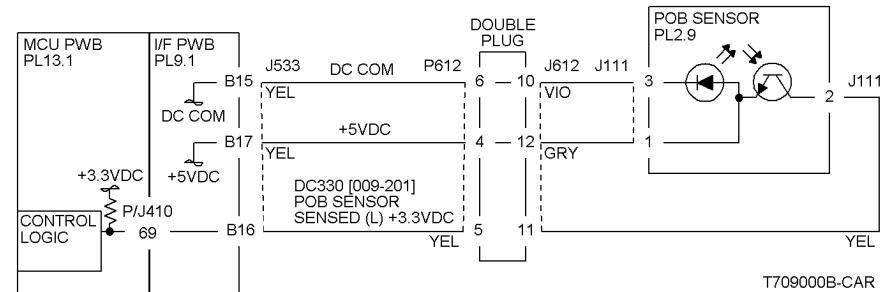 MCU PWB
PL13.1
I/F PWB
PL9.1
DOUBLE
PLUG
POB SENSOR
PL2.9
B15
J533
DC COM
P612
6
10
J612
J111
3
YEL
VIO
DC COM
2
J111
B17
+5VDC
4
12
1
YEL
GRY
+5VDC
+3.3VDC
DC330 [009-201]
POB SENSOR
SENSED (L) +3.3VDC
CONTROL
LOGIC
P/J410
69
B16
5
11
YEL
YEL
T709000B-CAR